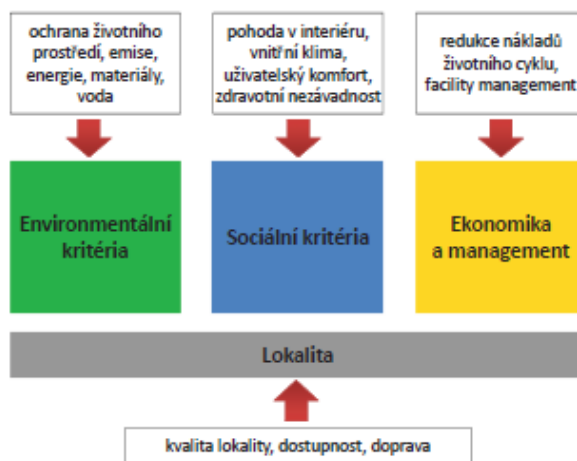 ochrana životního
prostředí, emise,
energie, materiály,
voda
pohoda v interiéru,
vnitřní klima,
uživatelský komfort,
zdravotní nezávadnost
redukce nákladů
životního cyklu,
facility management
Environmentální
kritéria
Sociální kritéria
Ekonomika
a management
Lokalita
kvalita lokality, dostupnost, doprava